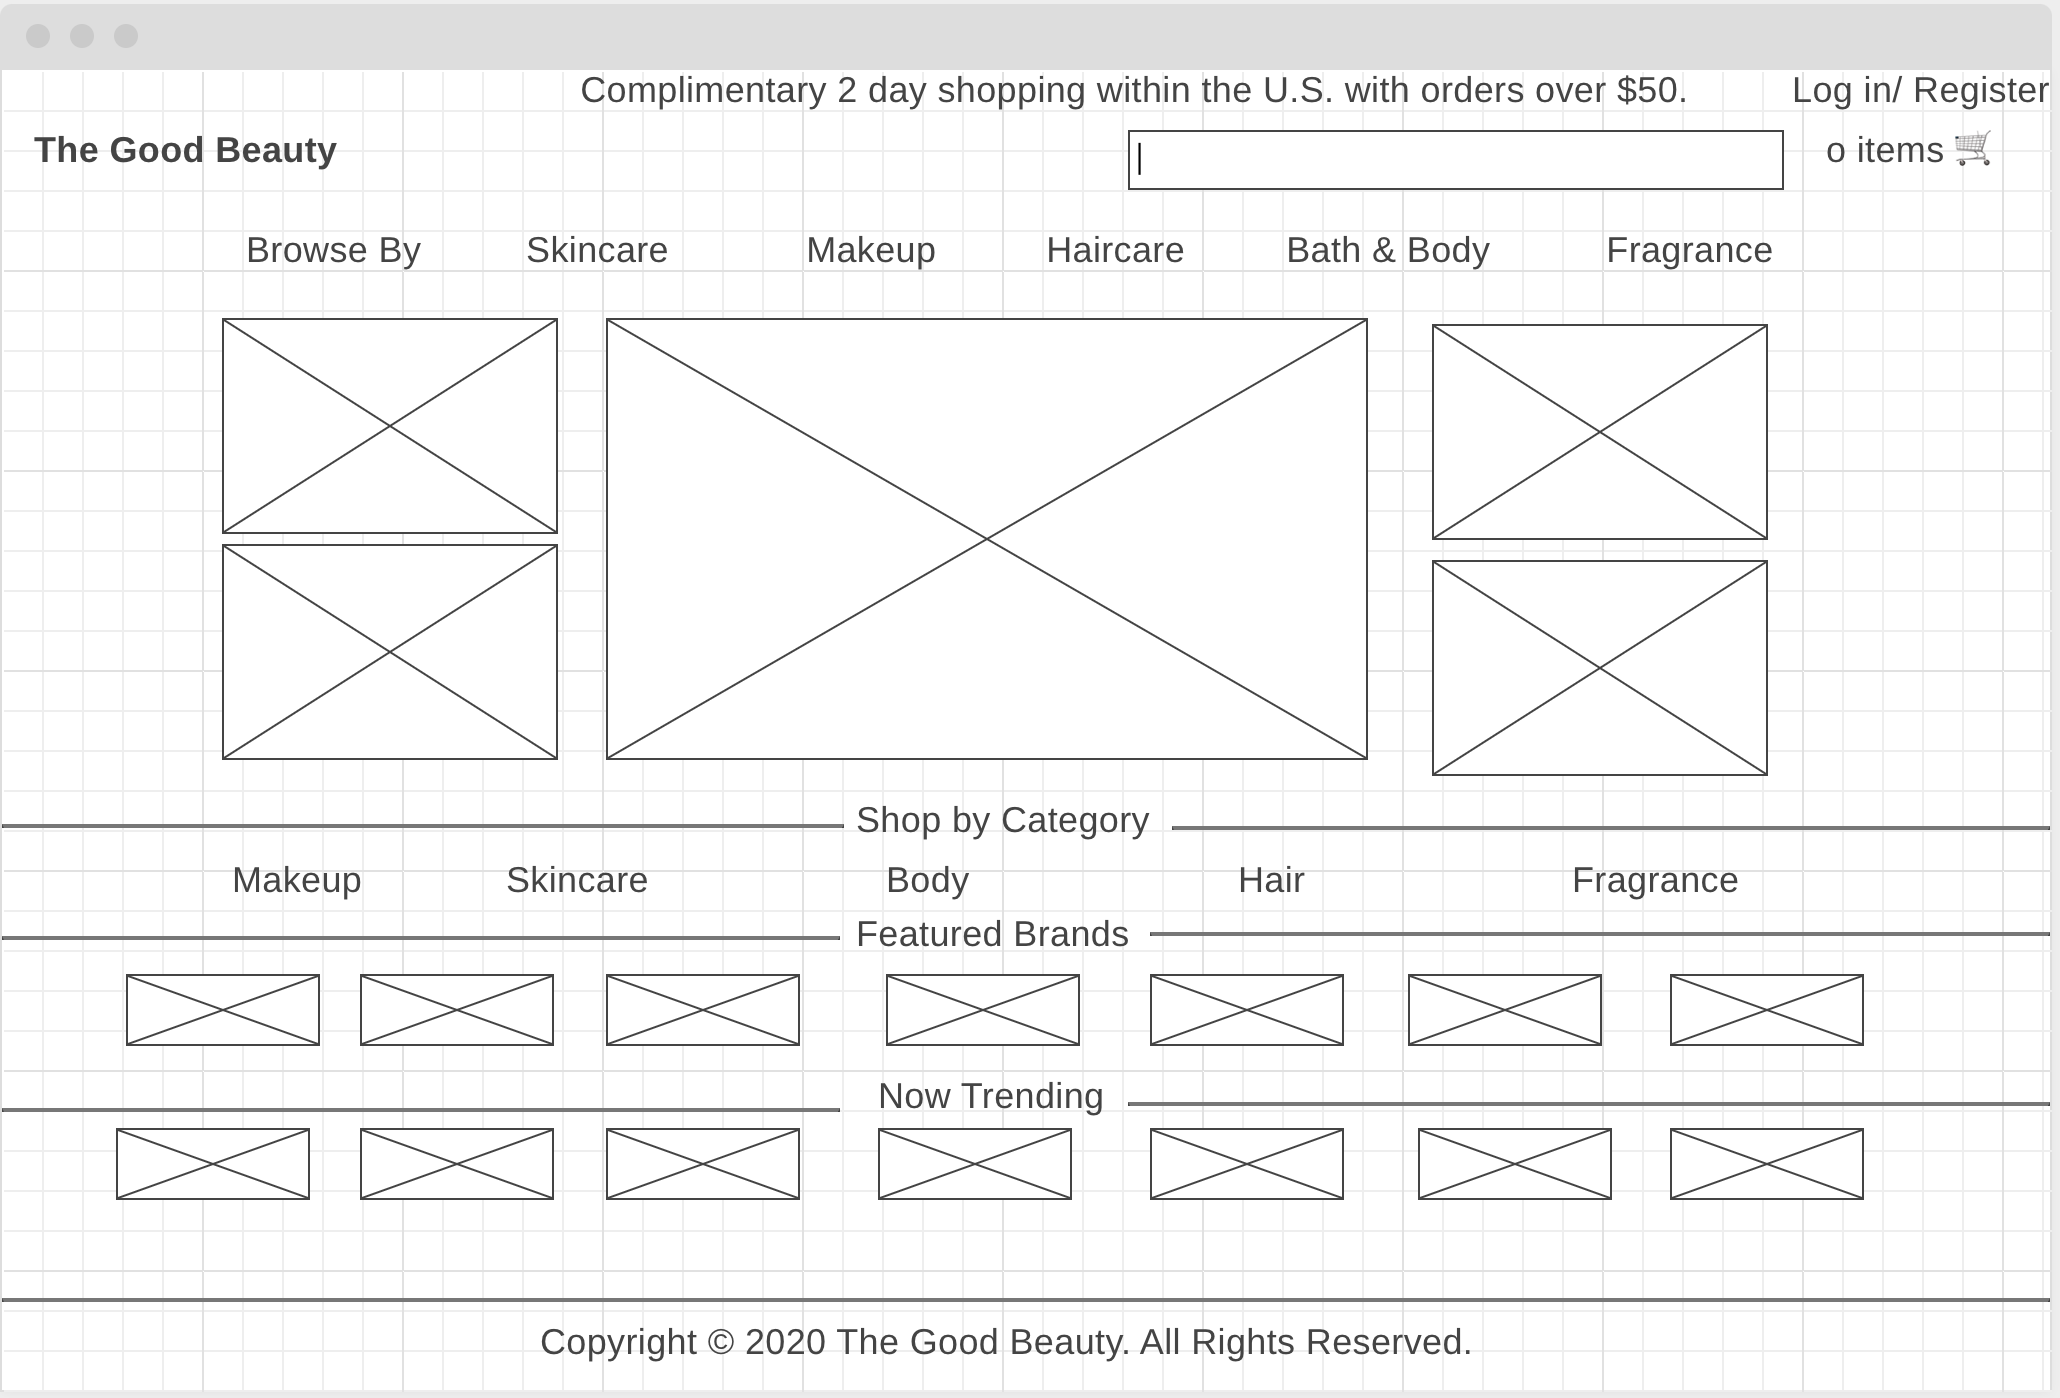 Complimentary 2 day shopping within the U.S. with orders over $50.
Log in/ Register
The Good Beauty
o items
Browse By Skincare Makeup Haircare Bath & Body Fragrance
Shop by Category
Makeup Skincare Body Hair Fragrance
Featured Brands
Now Trending
Copyright © 2020 The Good Beauty. All Rights Reserved.